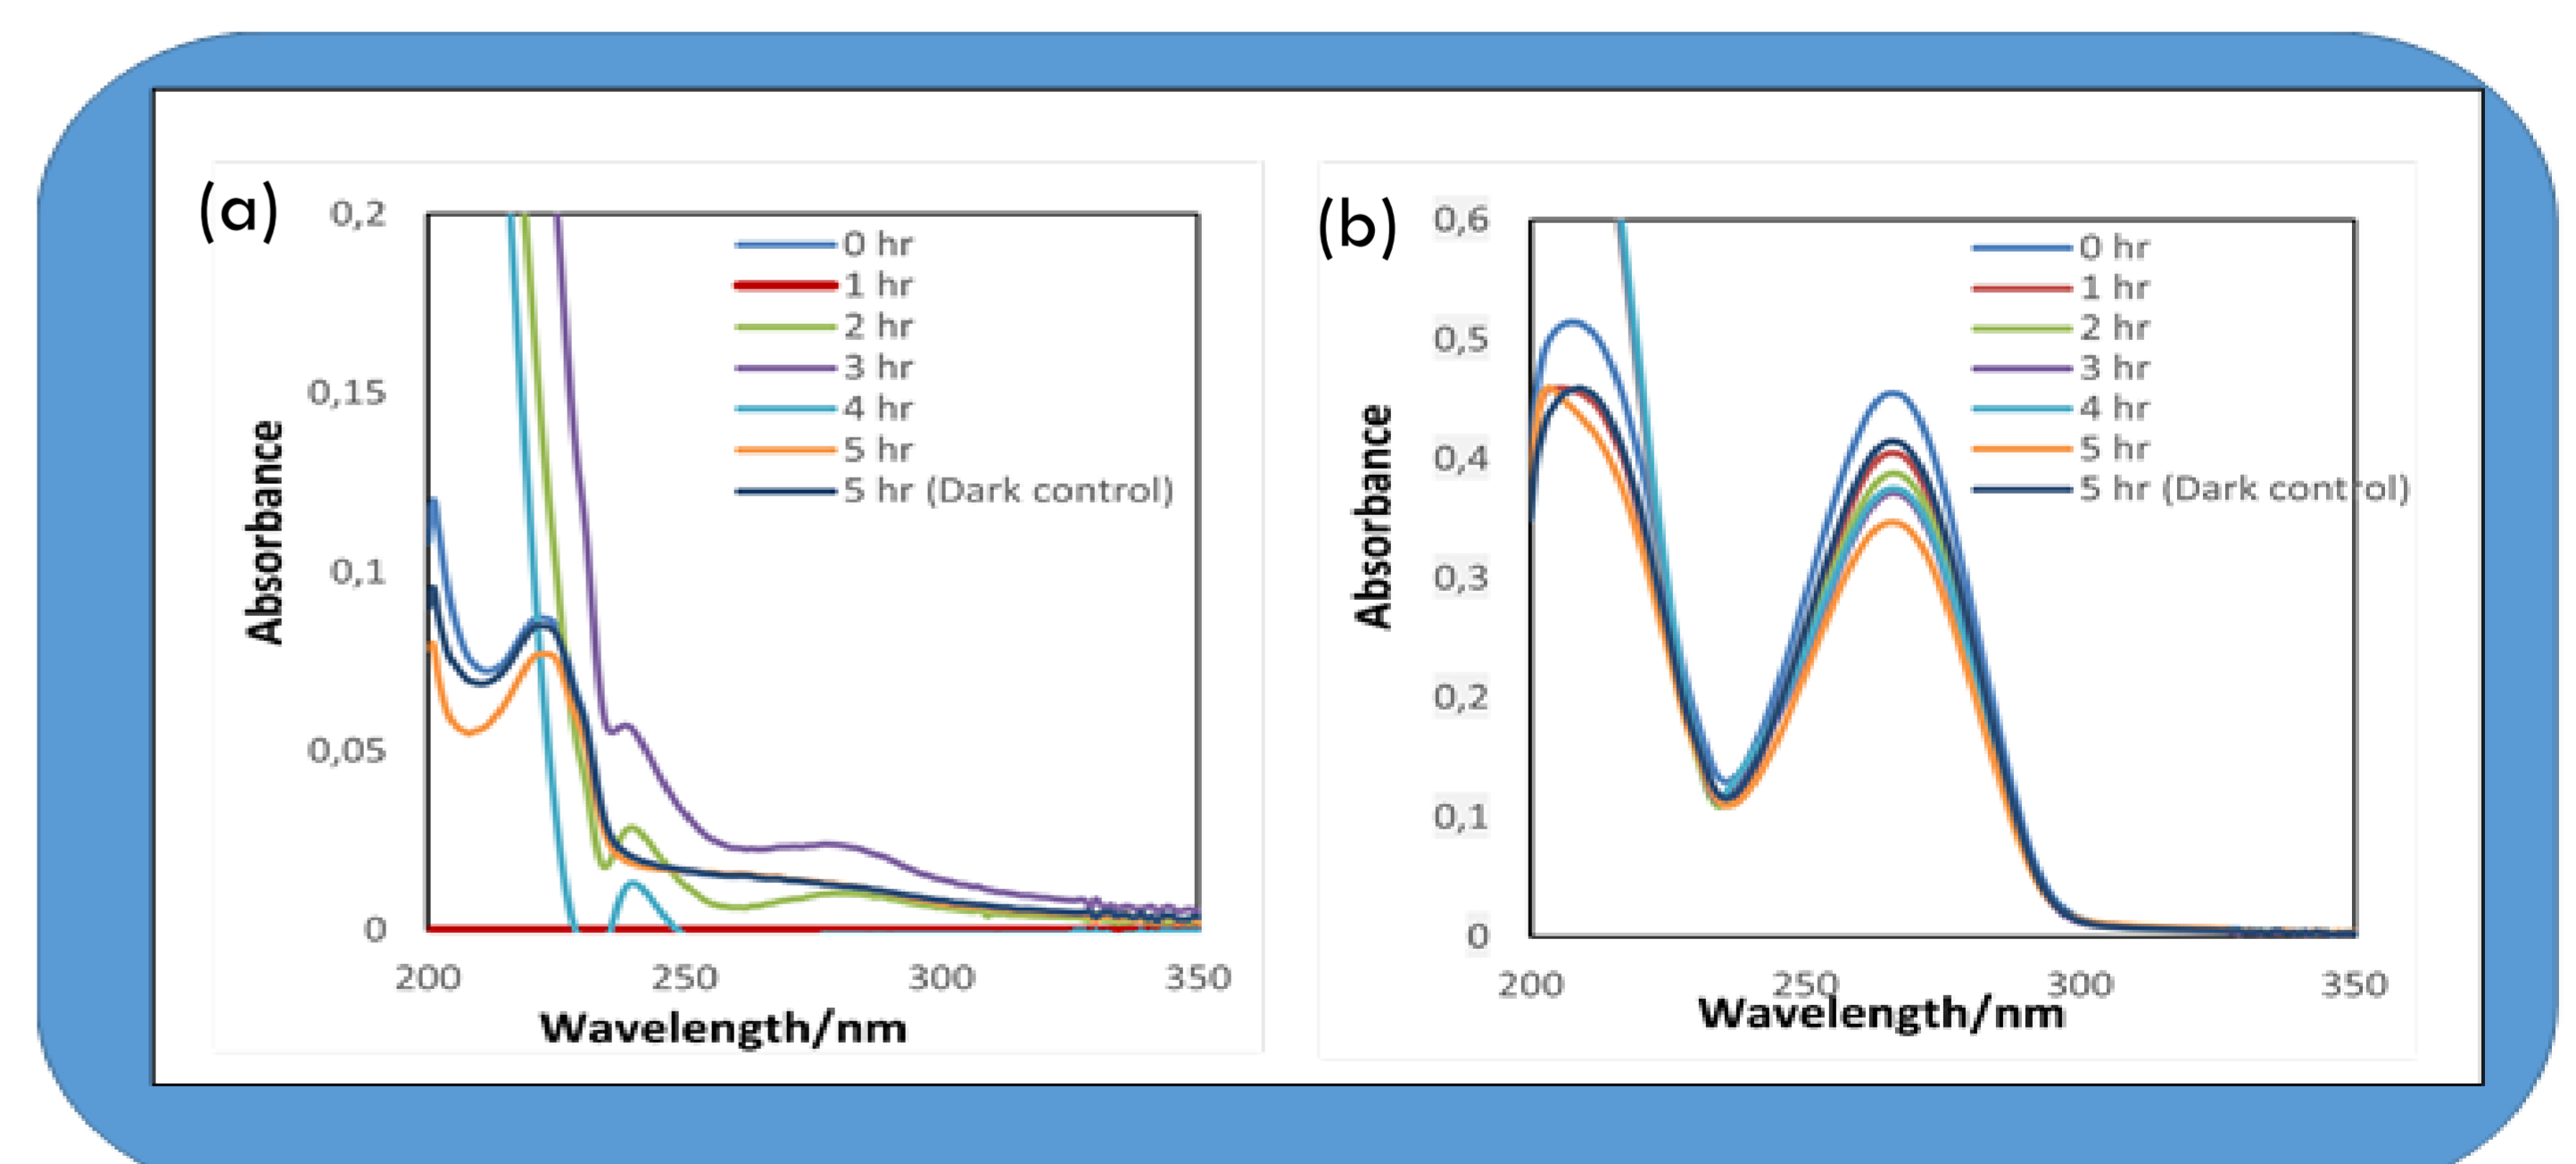 (a)
0,2
0,15
0,1
0,05
0
Absorbance
0 hr
1 hr
2 hr
3 hr
4 hr
5 hr
5 hr (Dark control)
200 250 300 350
Wavelength/nm
(b)
0,6
0,5
0,4
0,3
0,2
0,1
0
Absorbance
0 hr
1 hr
2 hr
3 hr
4 hr
5 hr
5 hr (Dark control)
200 250 300 350
Wavelength/nm